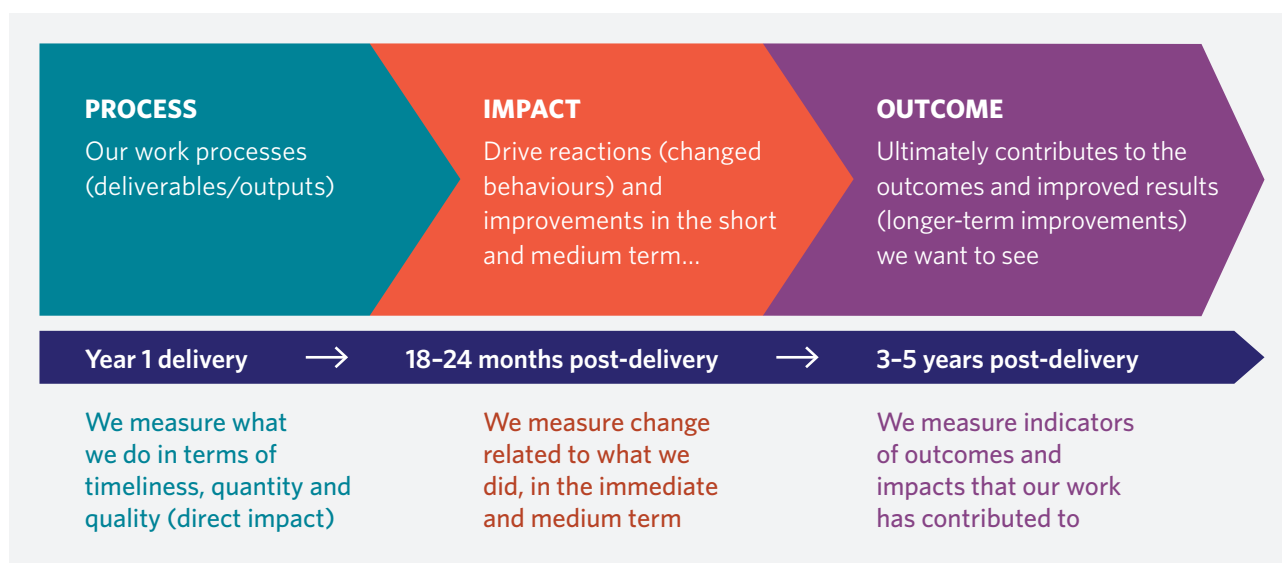 PROCESS
Our work processes
(deliverables/outputs)
IMPACT
Drive reactions (changed
behaviours) and
improvements in the short
and medium term...
OUTCOME
Ultimately contributes to the
outcomes and improved results
(longer-term improvements)
we want to see
Year 1 delivery → 18–24 months post-delivery → 3–5 years post-delivery
We measure what
we do in terms of
timeliness, quantity and
quality (direct impact)
We measure change
related to what we
did, in the immediate
and medium term
We measure indicators
of outcomes and
impacts that our work
has contributed to